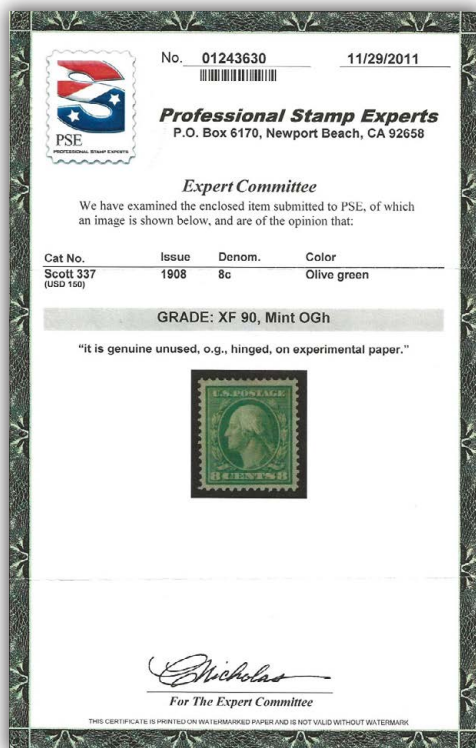 No. 01243630 11/29/2011
PSE
PROFESSIONAL STAMP EXPERTS
Professional Stamp Experts
P.O. Box 6170, Newport Beach, CA 92658
Expert Committee
We have examined the enclosed item submitted to PSE, of which
an image is shown below, and are of the opinion that:
Cat No. Issue Denom. Color
Scott 337 1908 8c Olive green
(USD 150)
GRADE: XF 90, Mint OGh
"it is genuine unused, o.g., hinged, on experimental paper."
U.S. POSTAGE
8 CENTS 8
Nicholas
For The Expert Committee
THIS CERTIFICATE IS PRINTED ON WATERMARKED PAPER AND IS NOT VALID WITHOUT WATERMARK